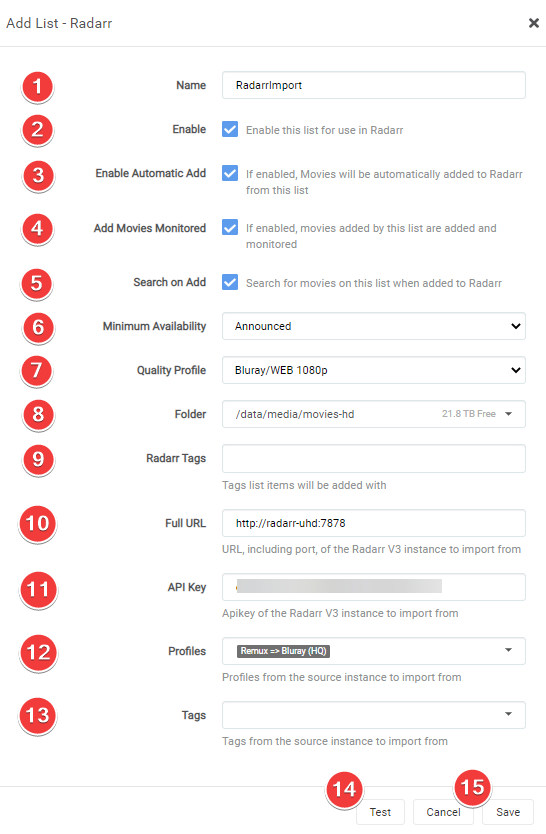 Add List - Radarr
1 Name RadarrImport
2 Enable Enable this list for use in Radarr
3 Enable Automatic Add If enabled, Movies will be automatically added to Radarr
from this list
4 Add Movies Monitored If enabled, movies added by this list are added and
monitored
5 Search on Add Search for movies on this list when added to Radarr
6 Minimum Availability Announced
7 Quality Profile Bluray/WEB 1080p
8 Folder /data/media/movies-hd 21.8 TB Free
9 Radarr Tags
Tags list items will be added with
10 Full URL http://radarr-uhd:7878
URL, including port, of the Radarr V3 instance to import from
11 API Key
Apikey of the Radarr V3 instance to import from
12 Profiles Remux => Bluray (HQ)
Profiles from the source instance to import from
13 Tags
Tags from the source instance to import from
14 15
Test Cancel Save